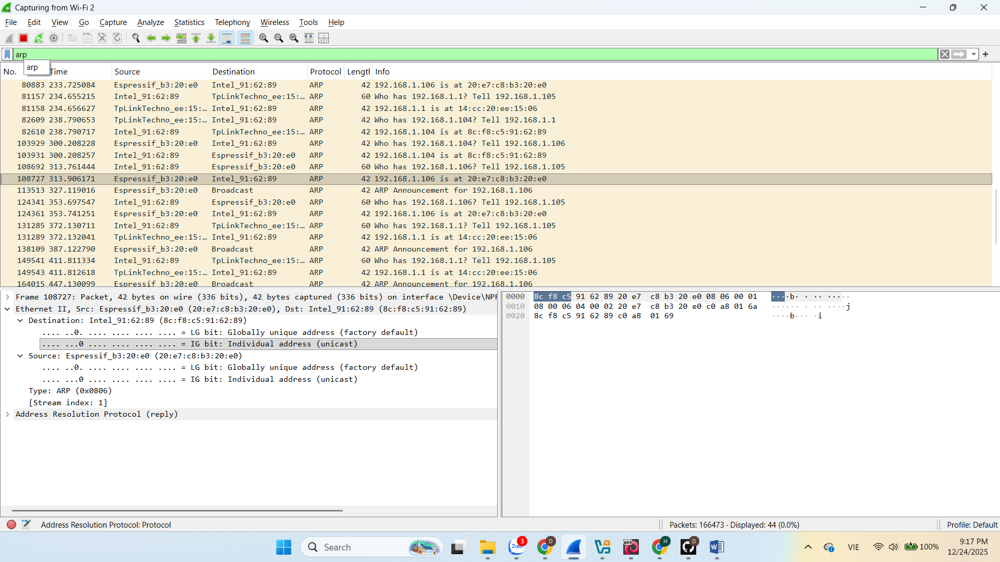 Capturing from Wi-Fi 2
File Edit View Go Capture Analyze Statistics Telephony Wireless Tools Help
arp
arp
No. Time Source Destination Protocol Length Info
80883 233.725084 Espressif_b3:20:e0 Intel_91:62:89 ARP 42 192.168.1.106 is at 20:e7:c8:b3:20:e0
81157 234.655215 Intel_91:62:89 TpLinkTechno_ee:15:… ARP 60 Who has 192.168.1.1? Tell 192.168.1.105
81158 234.656627 TpLinkTechno_ee:15:… Intel_91:62:89 ARP 42 192.168.1.1 is at 14:cc:20:ee:15:06
82609 238.790653 TpLinkTechno_ee:15:… Intel_91:62:89 ARP 42 Who has 192.168.1.104? Tell 192.168.1.1
82610 238.790717 Intel_91:62:89 TpLinkTechno_ee:15:… ARP 42 192.168.1.104 is at 8c:f8:c5:91:62:89
103929 300.208228 Espressif_b3:20:e0 Intel_91:62:89 ARP 42 Who has 192.168.1.104? Tell 192.168.1.106
103931 300.208257 Intel_91:62:89 Espressif_b3:20:e0 ARP 42 192.168.1.104 is at 8c:f8:c5:91:62:89
108692 313.761444 Intel_91:62:89 Espressif_b3:20:e0 ARP 60 Who has 192.168.1.106? Tell 192.168.1.105
108727 313.906171 Espressif_b3:20:e0 Intel_91:62:89 ARP 42 192.168.1.106 is at 20:e7:c8:b3:20:e0
113513 327.119016 Espressif_b3:20:e0 Broadcast ARP 42 ARP Announcement for 192.168.1.106
124341 353.697547 Intel_91:62:89 Espressif_b3:20:e0 ARP 60 Who has 192.168.1.106? Tell 192.168.1.105
124361 353.741251 Espressif_b3:20:e0 Intel_91:62:89 ARP 42 192.168.1.106 is at 20:e7:c8:b3:20:e0
131285 372.130711 Intel_91:62:89 TpLinkTechno_ee:15:… ARP 60 Who has 192.168.1.1? Tell 192.168.1.105
131289 372.132041 TpLinkTechno_ee:15:… Intel_91:62:89 ARP 42 192.168.1.1 is at 14:cc:20:ee:15:06
138109 387.122790 Espressif_b3:20:e0 Broadcast ARP 42 ARP Announcement for 192.168.1.106
149541 411.811334 Intel_91:62:89 TpLinkTechno_ee:15:… ARP 60 Who has 192.168.1.1? Tell 192.168.1.105
149543 411.812618 TpLinkTechno_ee:15:… Intel_91:62:89 ARP 42 192.168.1.1 is at 14:cc:20:ee:15:06
164015 447.130099 Espressif_b3:20:e0 Broadcast ARP 42 ARP Announcement for 192.168.1.106
Frame 108727: Packet, 42 bytes on wire (336 bits), 42 bytes captured (336 bits) on interface \Device\NPF
Ethernet II, Src: Espressif_b3:20:e0 (20:e7:c8:b3:20:e0), Dst: Intel_91:62:89 (8c:f8:c5:91:62:89)
Destination: Intel_91:62:89 (8c:f8:c5:91:62:89)
.... ..0. .... .... .... .... = LG bit: Globally unique address (factory default)
.... ...0 .... .... .... .... = IG bit: Individual address (unicast)
Source: Espressif_b3:20:e0 (20:e7:c8:b3:20:e0)
.... ..0. .... .... .... .... = LG bit: Globally unique address (factory default)
.... ...0 .... .... .... .... = IG bit: Individual address (unicast)
Type: ARP (0x0806)
[Stream index: 1]
Address Resolution Protocol (reply)
0000 8c f8 c5 91 62 89 20 e7 c8 b3 20 e0 08 06 00 01 ····b· · ·· ·····
0010 08 00 06 04 00 02 20 e7 c8 b3 20 e0 c0 a8 01 6a ······ · ·· ····j
0020 8c f8 c5 91 62 89 c0 a8 01 69 ····b··· ·i
Address Resolution Protocol: Protocol
Packets: 166473 · Displayed: 44 (0.0%)
Profile: Default
Search
Zalo
3
D
x64
H
D
VIE
100%
9:17 PM
12/24/2025